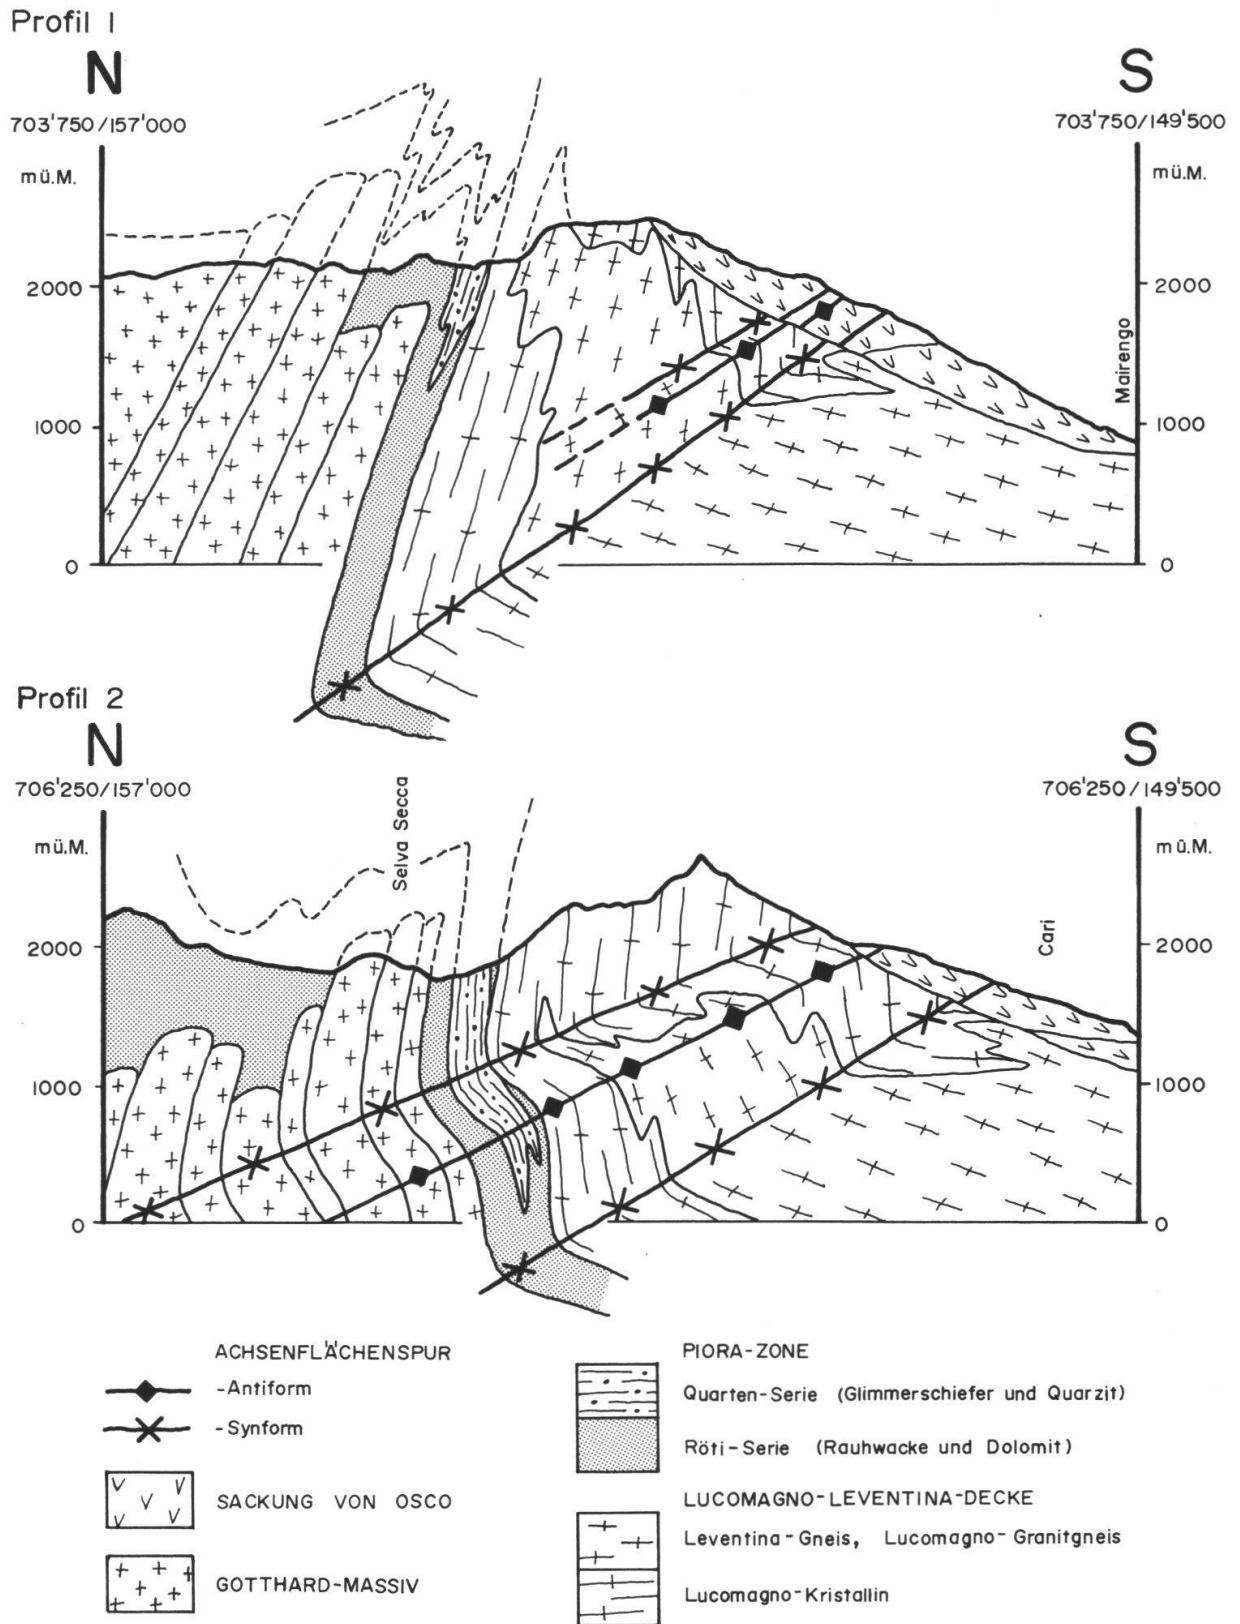 Profil 1
N
S
703'750/157'000
703'750/149'500
mü.M.
mü.M.
2000
2000
1000
1000
Mairengo
0
0
Profil 2
N
S
706'250/157'000
706'250/149'500
mü.M.
mü.M.
Selva Secca
Cari
2000
2000
1000
1000
0
0
ACHSENFLÄCHENSPUR
-Antiform
-Synform
SACKUNG VON OSCO
GOTTHARD-MASSIV
PIORA-ZONE
Quarten-Serie (Glimmerschiefer und Quarzit)
Röti-Serie (Rauhwacke und Dolomit)
LUCOMAGNO-LEVENTINA-DECKE
Leventina-Gneis, Lucomagno-Granitgneis
Lucomagno-Kristallin